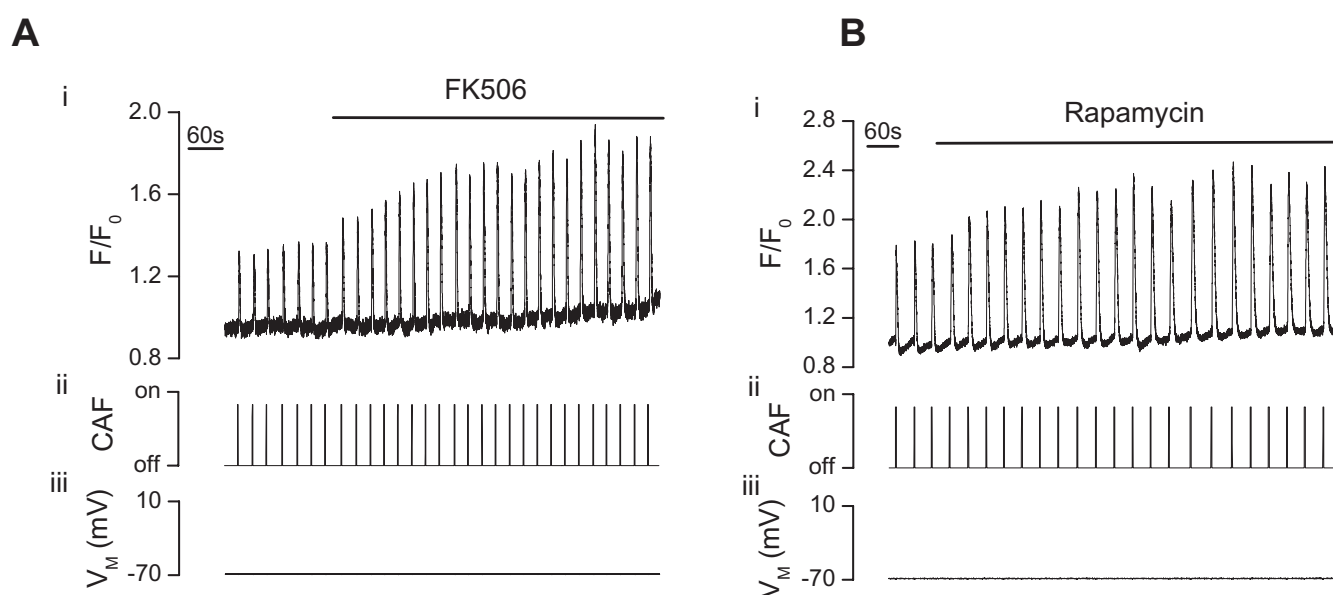 A
i
FK506
60s
2.0
1.6
1.2
0.8
F/F0
ii
on
off
CAF
iii
10
-70
VM (mV)
B
i
Rapamycin
60s
2.8
2.4
2.0
1.6
1.2
0.8
F/F0
ii
on
off
CAF
iii
10
-70
VM (mV)